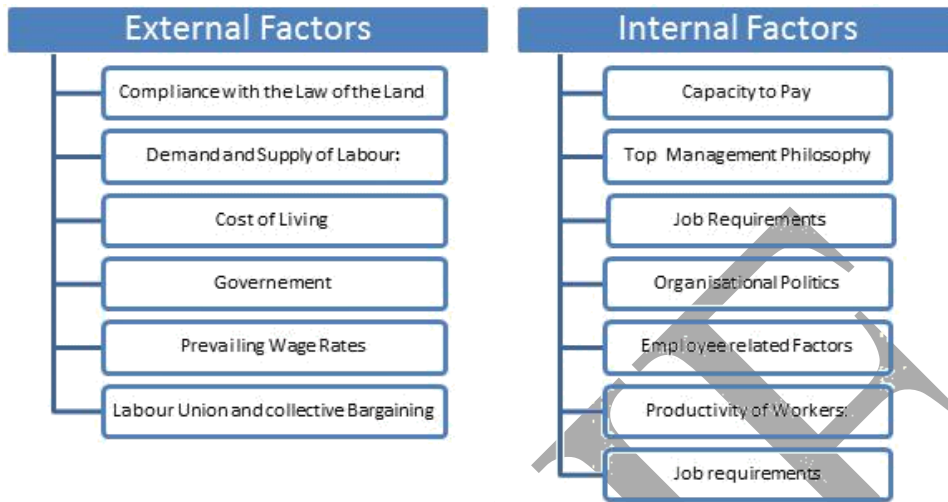 External Factors
Compliance with the Law of the Land
Demand and Supply of Labour:
Cost of Living
Governement
Prevailing Wage Rates
Labour Union and collective Bargaining
Internal Factors
Capacity to Pay
Top Management Philosophy
Job Requirements
Organisational Politics
Employee related Factors
Productivity of Workers:
Job requirements